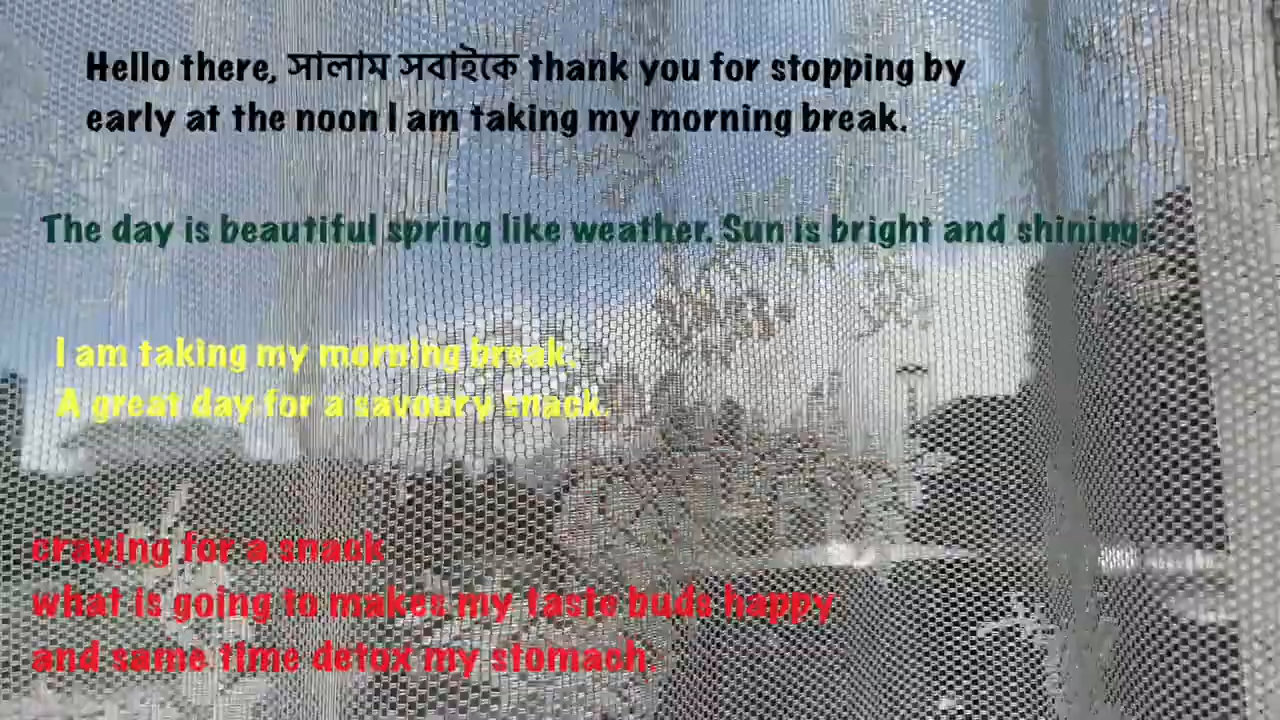 Hello there, সালাম সবাইকে thank you for stopping by
early at the noon I am taking my morning break.
The day is beautiful spring like weather. Sun is bright and shining.
I am taking my morning break.
A great day for a savoury snack.
craving for a snack
what is going to makes my taste buds happy
and same time detox my stomach.